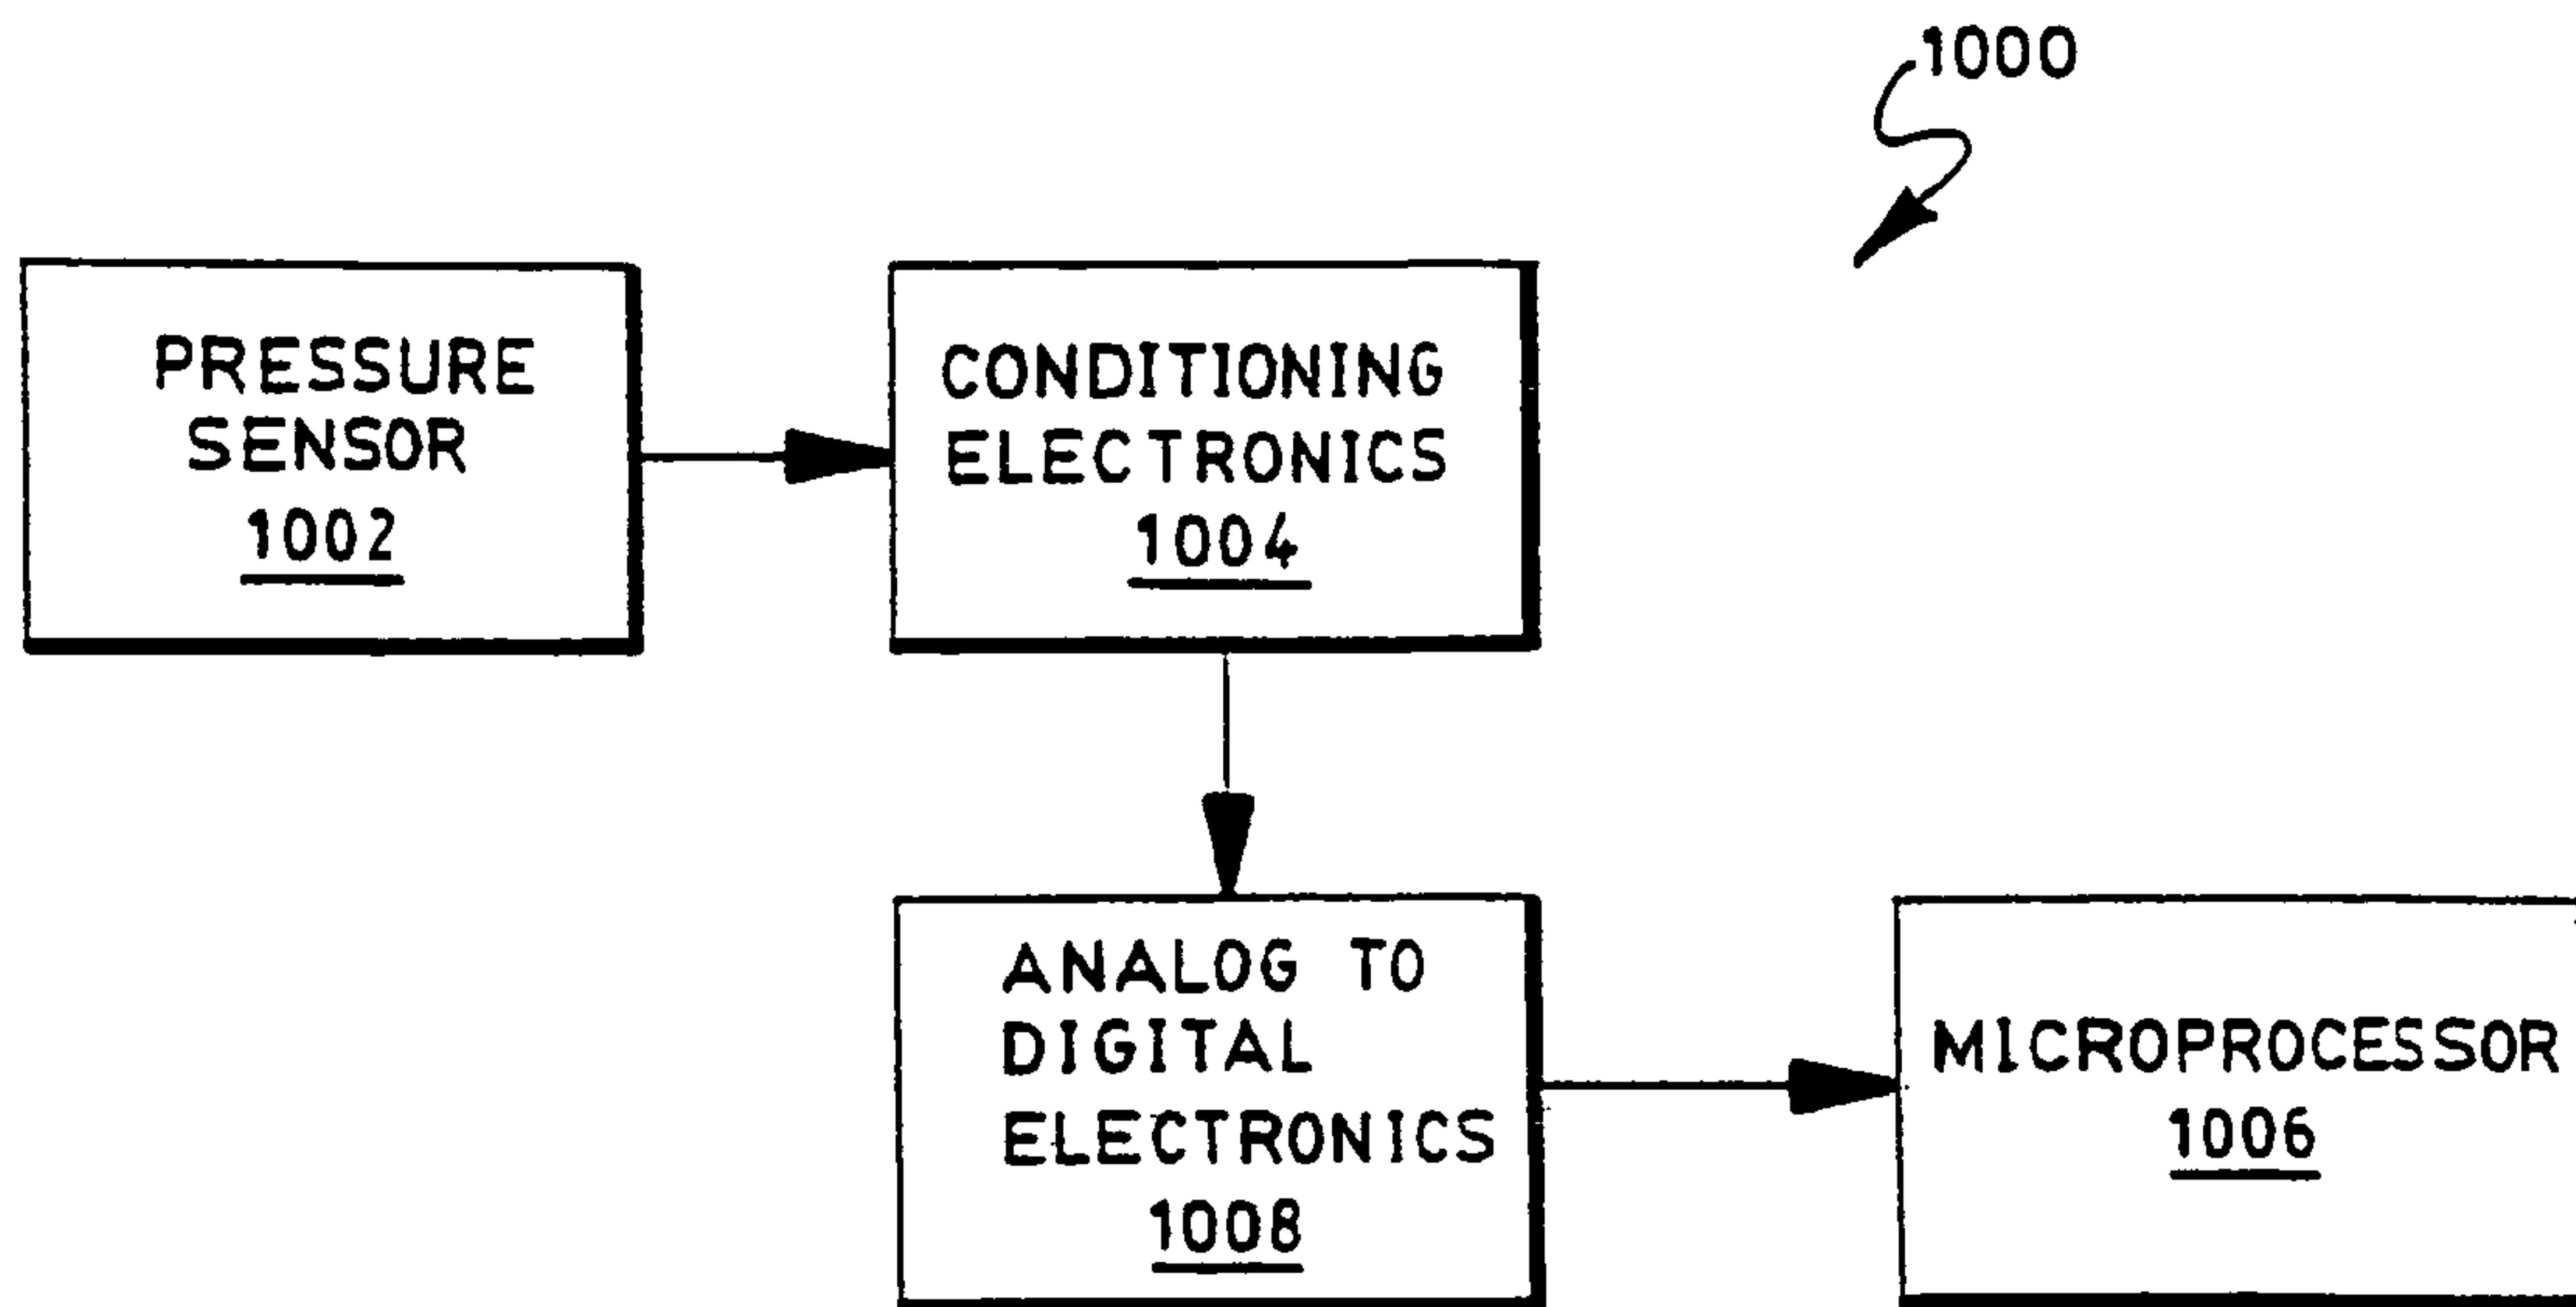 1000
PRESSURE
SENSOR
1002
CONDITIONING
ELECTRONICS
1004
ANALOG TO
DIGITAL
ELECTRONICS
1008
MICROPROCESSOR
1006